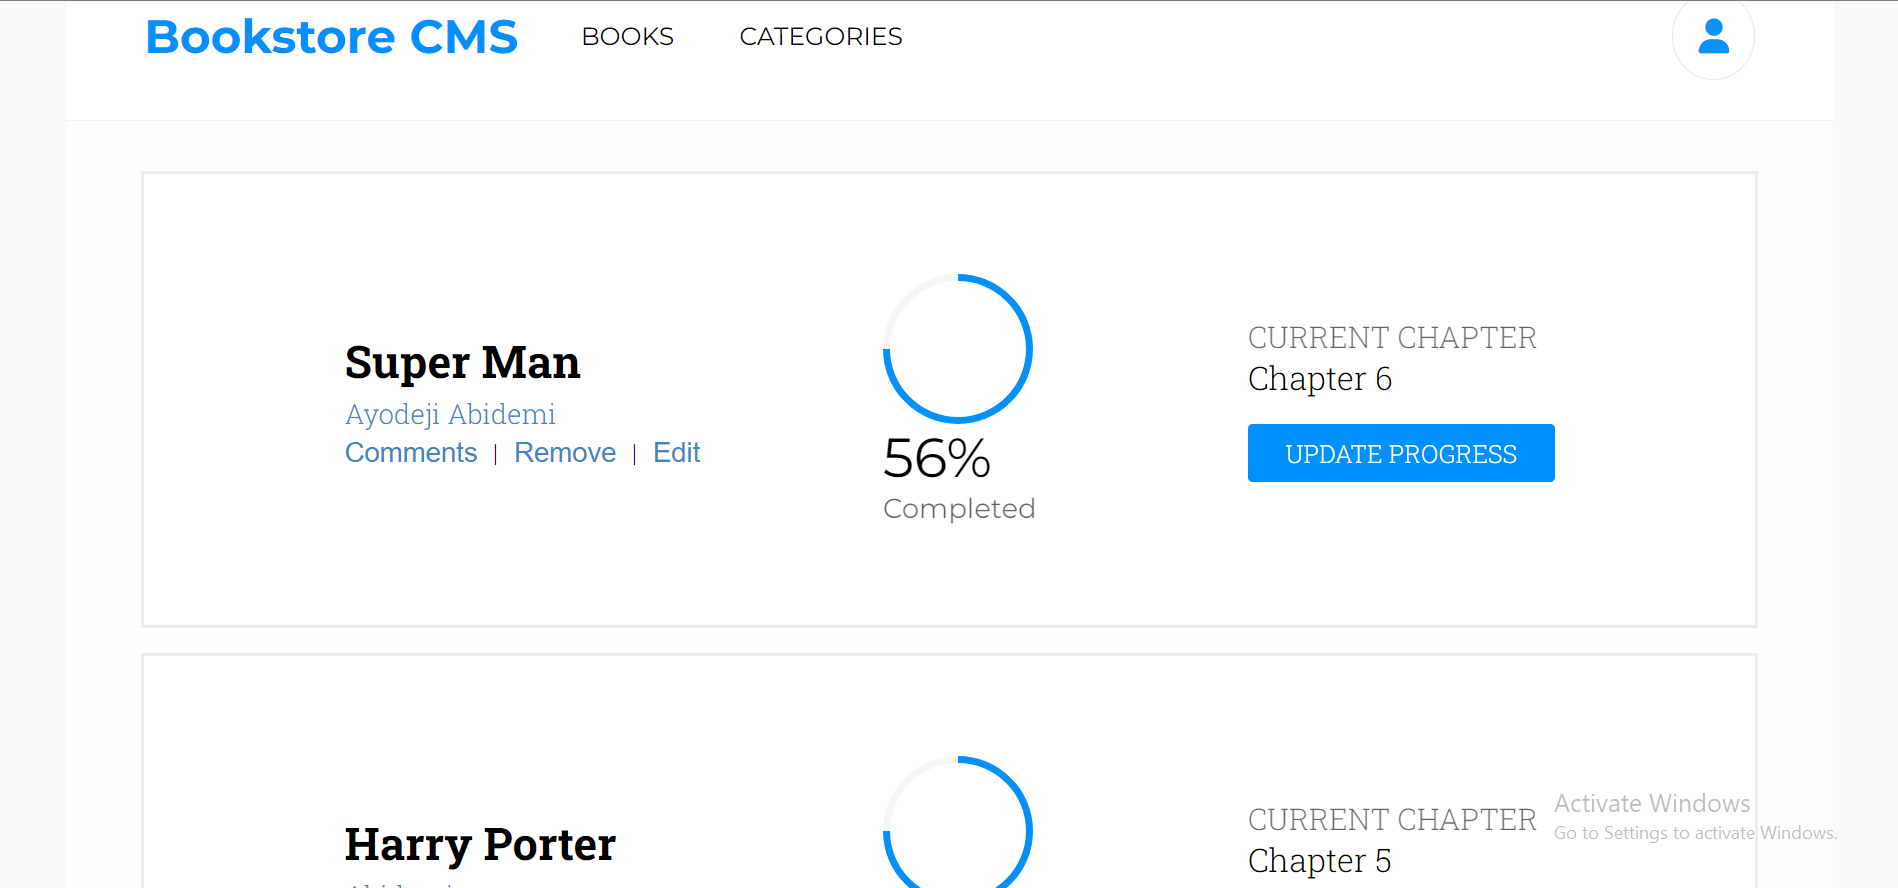 Bookstore CMS BOOKS CATEGORIES
Super Man
Ayodeji Abidemi
Comments | Remove | Edit
56%
Completed
CURRENT CHAPTER
Chapter 6
UPDATE PROGRESS
Harry Porter
CURRENT CHAPTER
Chapter 5
Activate Windows
Go to Settings to activate Windows.